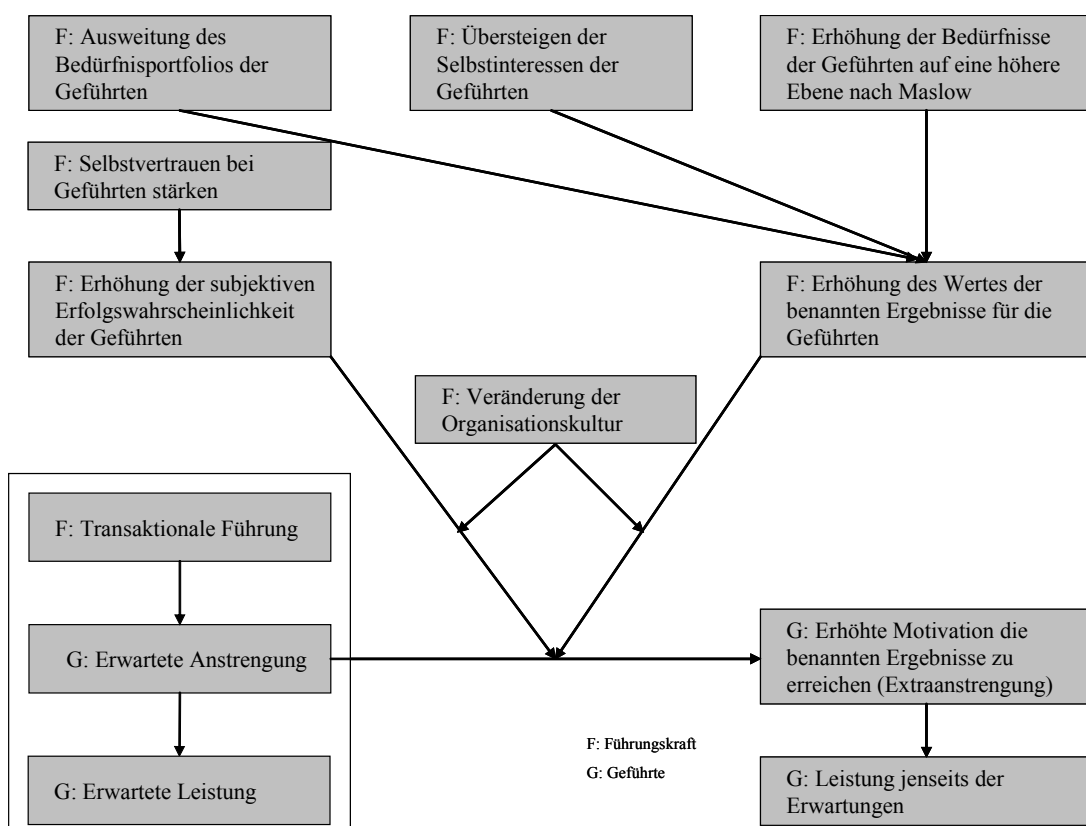 F: Ausweitung des
Bedürfnisportfolios der
Geführten
F: Übersteigen der
Selbstinteressen der
Geführten
F: Erhöhung der Bedürfnisse
der Geführten auf eine höhere
Ebene nach Maslow
F: Selbstvertrauen bei
Geführten stärken
F: Erhöhung der subjektiven
Erfolgswahrscheinlichkeit
der Geführten
F: Erhöhung des Wertes der
benannten Ergebnisse für die
Geführten
F: Veränderung der
Organisationskultur
F: Transaktionale Führung
G: Erwartete Anstrengung
G: Erhöhte Motivation die
benannten Ergebnisse zu
erreichen (Extraanstrengung)
F: Führungskraft
G: Geführte
G: Erwartete Leistung
G: Leistung jenseits der
Erwartungen